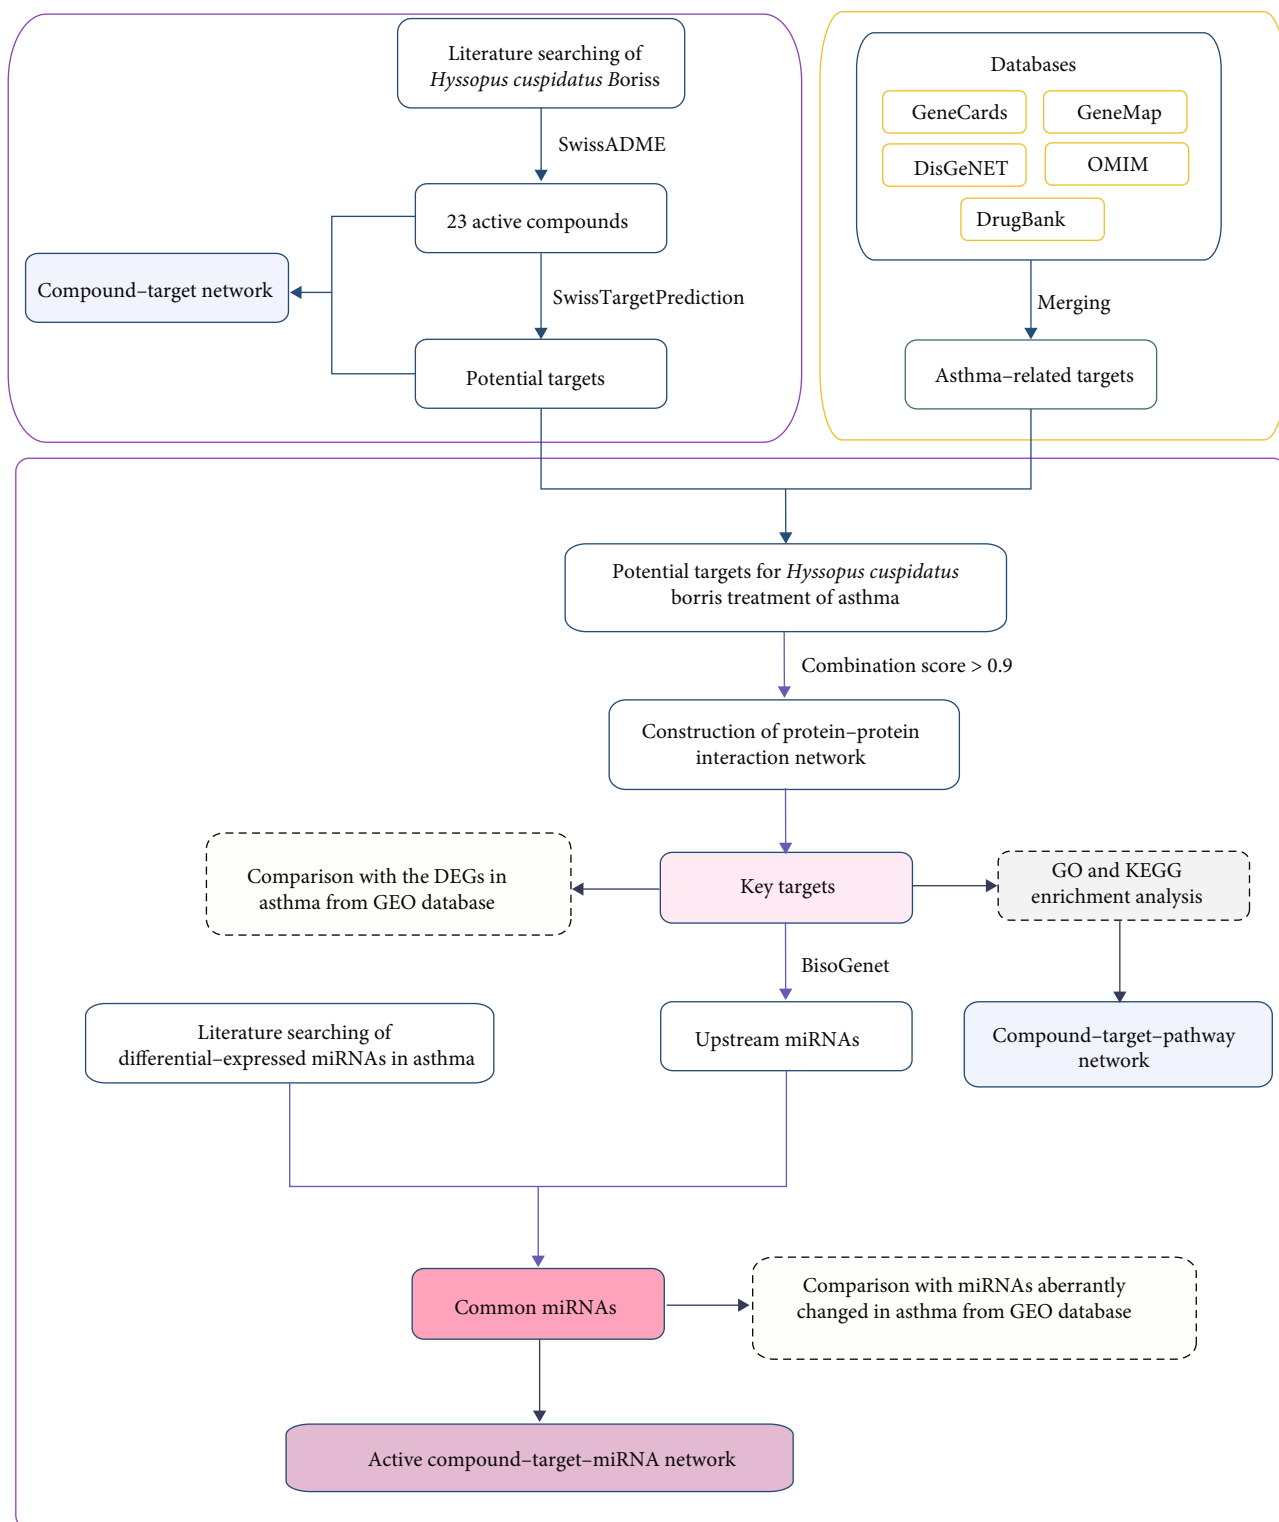 Literature searching of
Hyssopus cuspidatus Boriss
SwissADME
23 active compounds
Compound–target network
SwissTargetPrediction
Potential targets
Databases
GeneCards
GeneMap
DisGeNET
OMIM
DrugBank
Merging
Asthma–related targets
Potential targets for Hyssopus cuspidatus
borris treatment of asthma
Combination score > 0.9
Construction of protein–protein
interaction network
Comparison with the DEGs in
asthma from GEO database
Key targets
GO and KEGG
enrichment analysis
BisoGenet
Literature searching of
differential–expressed miRNAs in asthma
Upstream miRNAs
Compound–target–pathway
network
Common miRNAs
Comparison with miRNAs aberrantly
changed in asthma from GEO database
Active compound–target–miRNA network